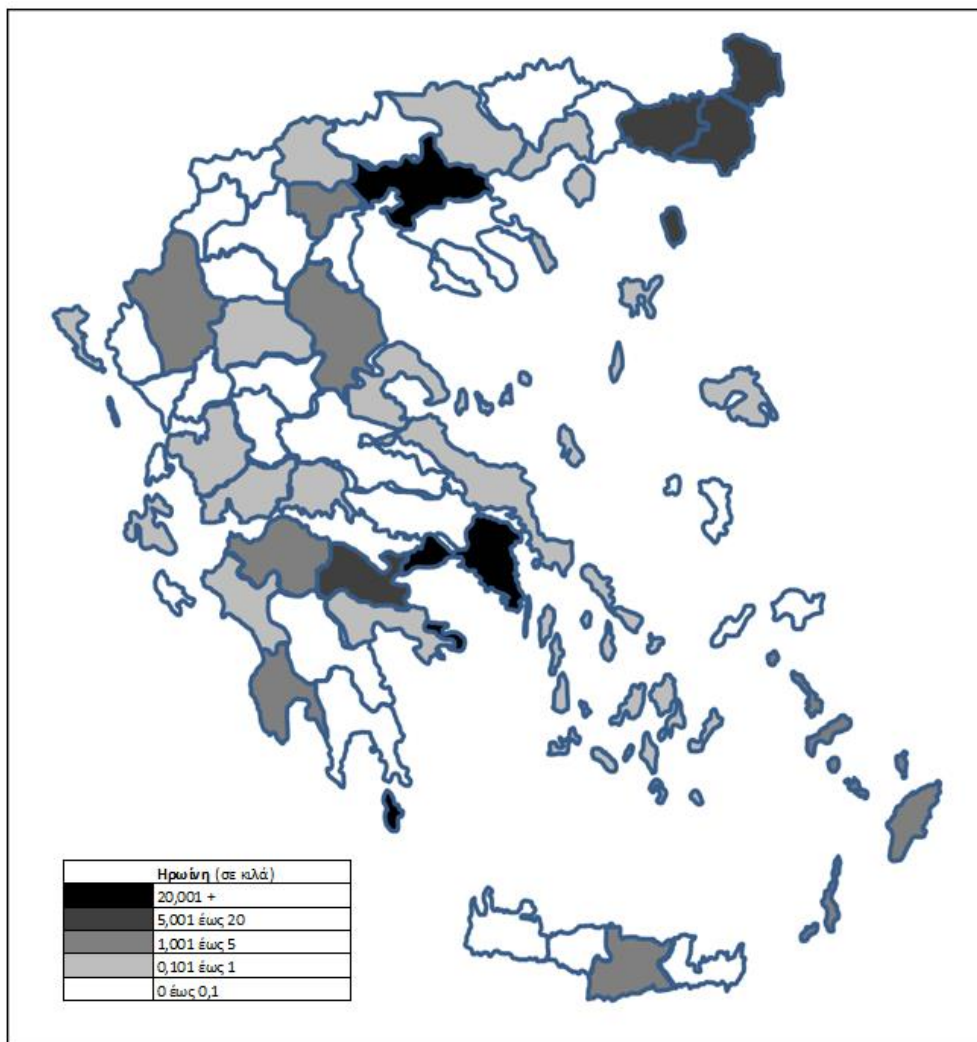 Ηρωίνη (σε κιλά)
20,001 +
5,001 έως 20
1,001 έως 5
0,101 έως 1
0 έως 0,1